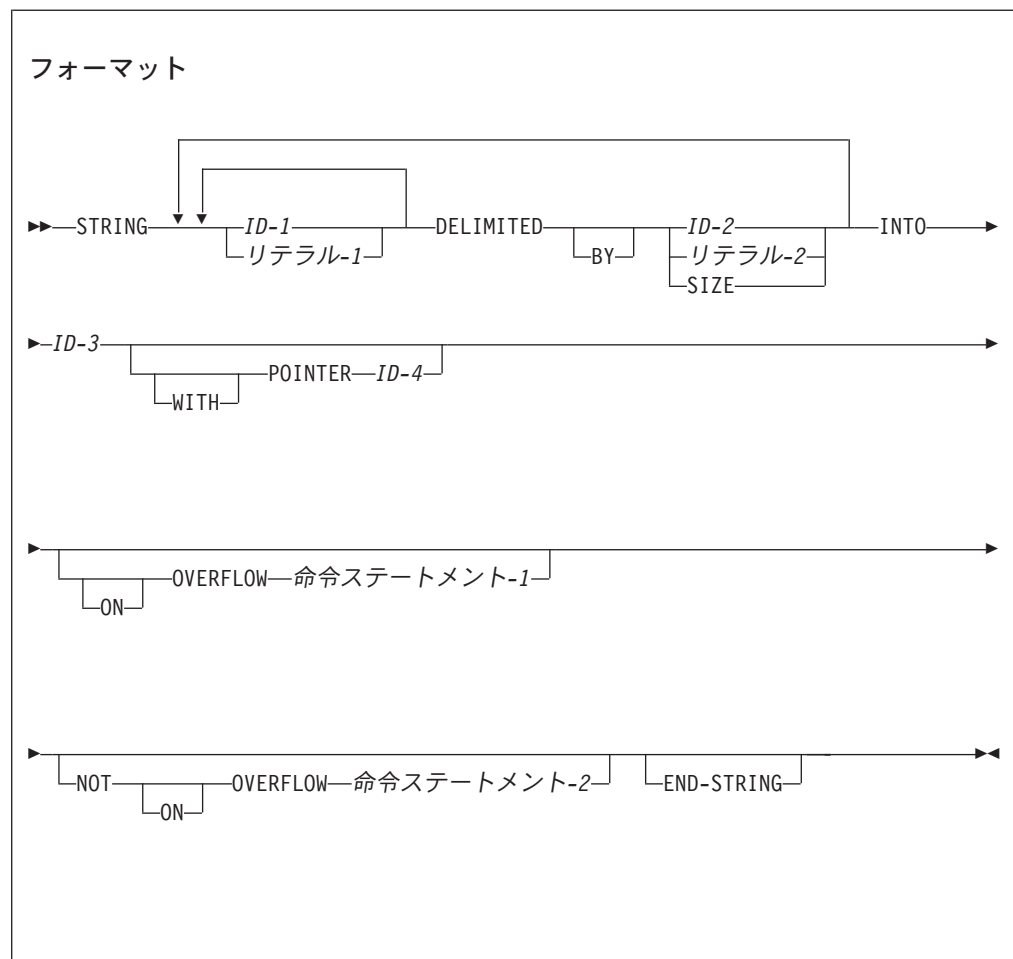 フォーマット
STRING ID-1 DELIMITED ID-2 INTO
リテラル-1 BY リテラル-2
SIZE
ID-3
POINTER ID-4
WITH
OVERFLOW 命令ステートメント-1
ON
NOT OVERFLOW 命令ステートメント-2 END-STRING
ON